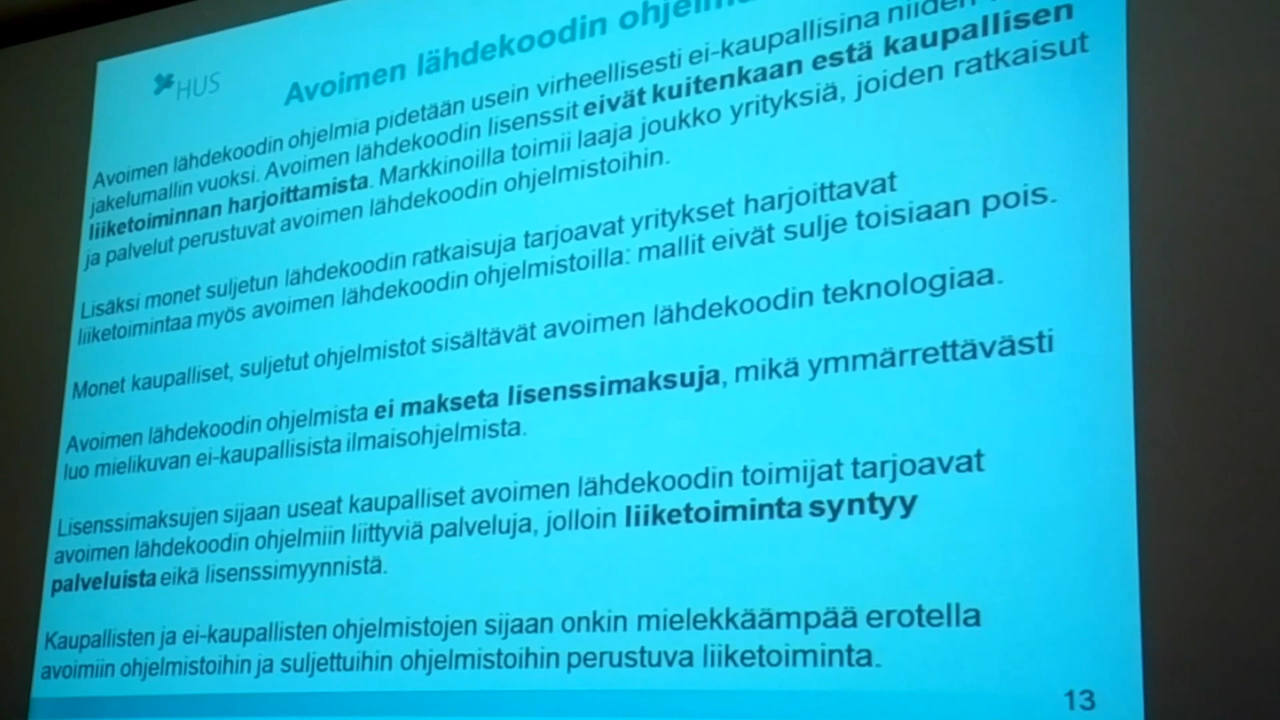 HUS
Avoimen lähdekoodin
Avoimen lähdekoodin ohjelmia pidetään usein virheellisesti ei-kaupallisina niiden
jakelumallin vuoksi. Avoimen lähdekoodin lisenssit eivät kuitenkaan estä kaupallisen
liiketoiminnan harjoittamista. Markkinoilla toimii laaja joukko yrityksiä, joiden ratkaisut
ja palvelut perustuvat avoimen lähdekoodin ohjelmistoihin.
Lisäksi monet suljetun lähdekoodin ratkaisuja tarjoavat yritykset harjoittavat
liiketoimintaa myös avoimen lähdekoodin ohjelmistoilla: mallit eivät sulje toisiaan pois.
Monet kaupalliset, suljetut ohjelmistot sisältävät avoimen lähdekoodin teknologiaa.
Avoimen lähdekoodin ohjelmista ei makseta lisenssimaksuja, mikä ymmärrettävästi
luo mielikuvan ei-kaupallisista ilmaisohjelmista.
Lisenssimaksujen sijaan useat kaupalliset avoimen lähdekoodin toimijat tarjoavat
avoimen lähdekoodin ohjelmiin liittyviä palveluja, jolloin liiketoiminta syntyy
palveluista eikä lisenssimyynnistä.
Kaupallisten ja ei-kaupallisten ohjelmistojen sijaan onkin mielekkäämpää erotella
avoimiin ohjelmistoihin ja suljettuihin ohjelmistoihin perustuva liiketoiminta.
13